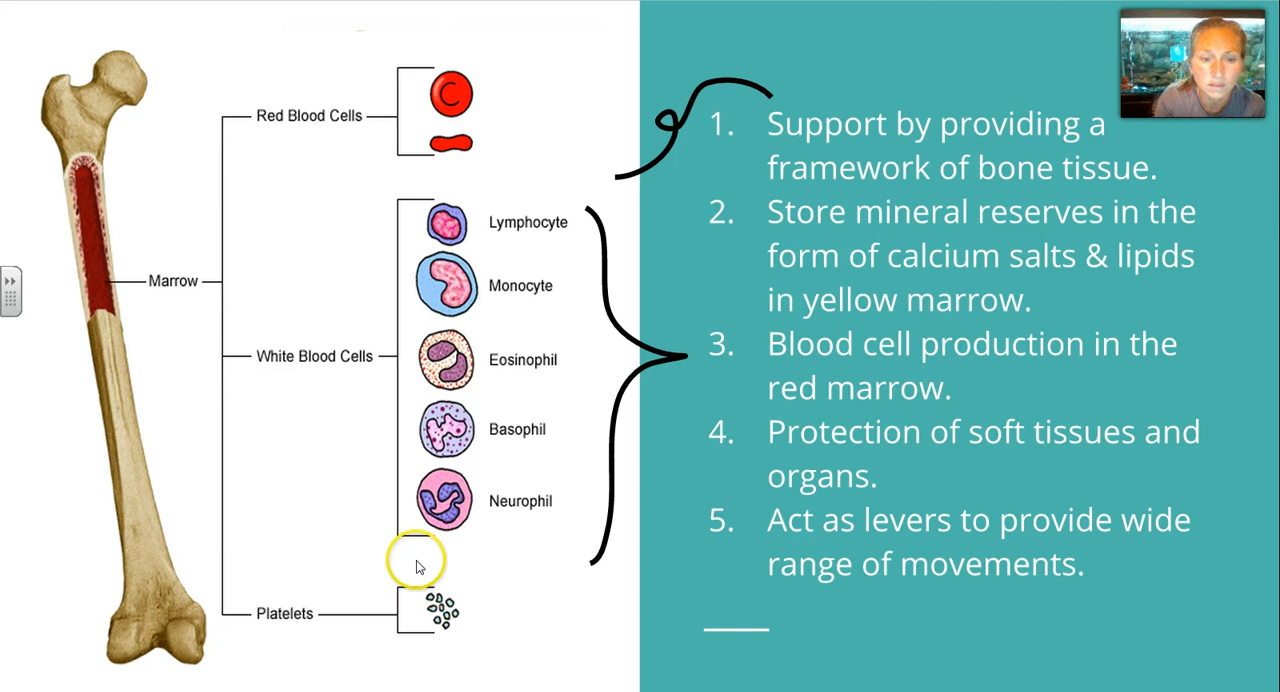 Red Blood Cells
Lymphocyte
Marrow
Monocyte
White Blood Cells
Eosinophil
Basophil
Neurophil
Platelets
1. Support by providing a
framework of bone tissue.
2. Store mineral reserves in the
form of calcium salts & lipids
in yellow marrow.
3. Blood cell production in the
red marrow.
4. Protection of soft tissues and
organs.
5. Act as levers to provide wide
range of movements.